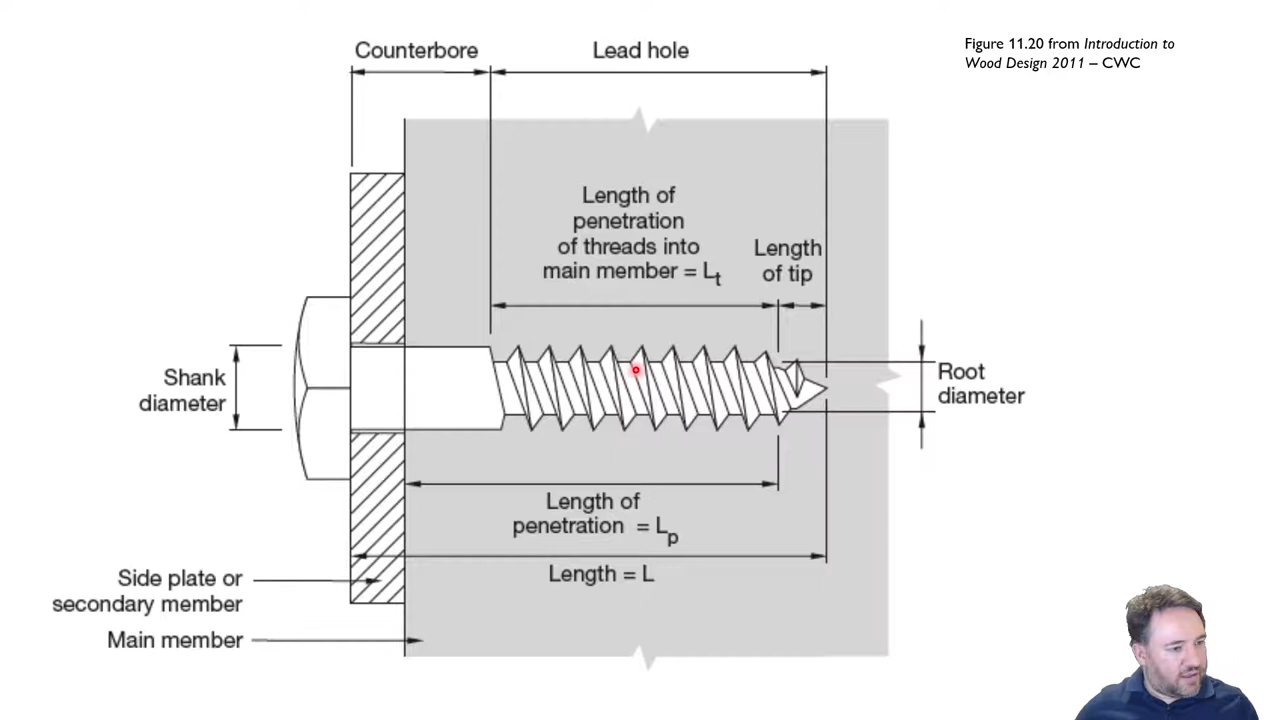 Counterbore
Lead hole
Figure 11.20 from Introduction to
Wood Design 2011 – CWC
Length of
penetration
of threads into
main member = Lt
Length
of tip
Shank
diameter
Root
diameter
Length of
penetration = Lp
Length = L
Side plate or
secondary member
Main member